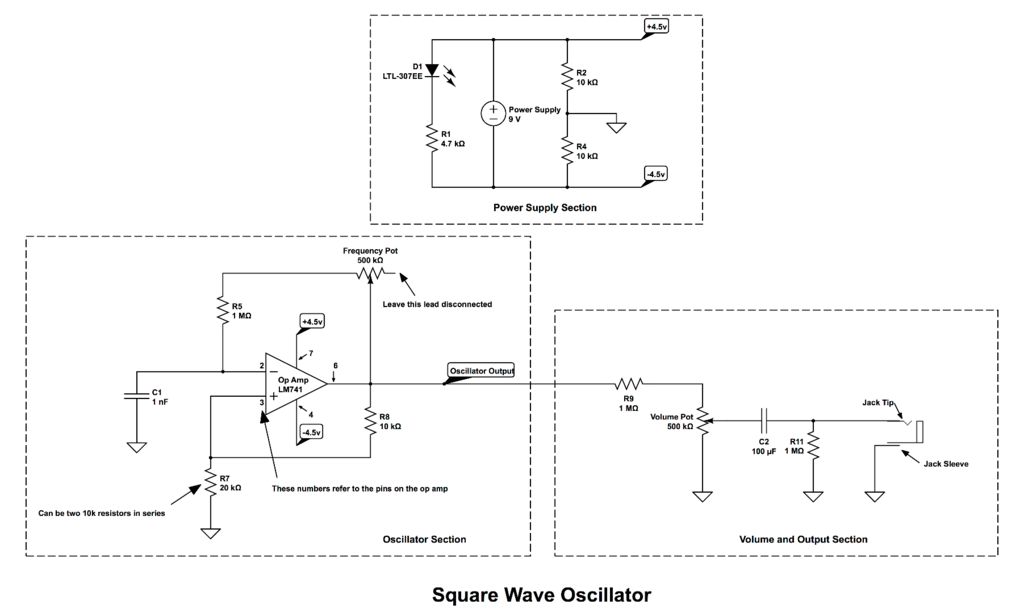 +4.5v
D1
LTL-307EE
R2
10 kΩ
+
−
Power Supply
9 V
R1
4.7 kΩ
R4
10 kΩ
-4.5v
Power Supply Section
Frequency Pot
500 kΩ
Leave this lead disconnected
R5
1 MΩ
+4.5v
7
6
2
−
Op Amp
LM741
3
+
4
-4.5v
Oscillator Output
C1
1 nF
R8
10 kΩ
R7
20 kΩ
These numbers refer to the pins on the op amp
Can be two 10k resistors in series
Oscillator Section
R9
1 MΩ
Volume Pot
500 kΩ
C2
100 µF
R11
1 MΩ
Jack Tip
Jack Sleeve
Volume and Output Section
Square Wave Oscillator